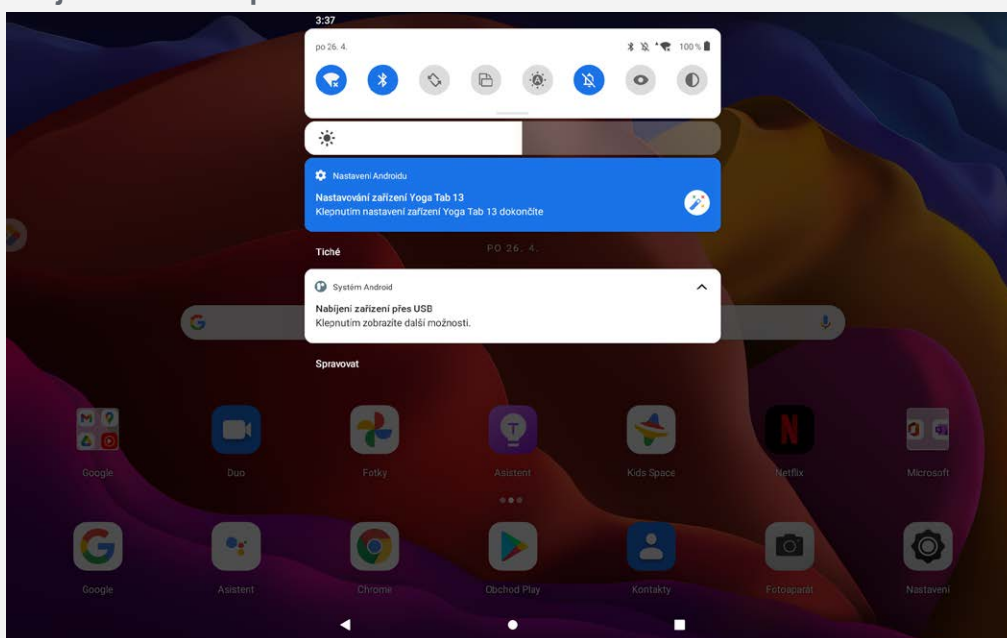 3:37
po 26. 4.
100 %
Nastavení Androidu
Nastavování zařízení Yoga Tab 13
Klepnutím nastavení zařízení Yoga Tab 13 dokončíte
Tiché
PO 26. 4.
Systém Android
Nabíjení zařízení přes USB
Klepnutím zobrazíte další možnosti.
Spravovat
Google
Duo
Fotky
Asistent
Kids Space
Netflix
Microsoft
Google
Asistent
Chrome
Obchod Play
Kontakty
Fotoaparát
Nastavení